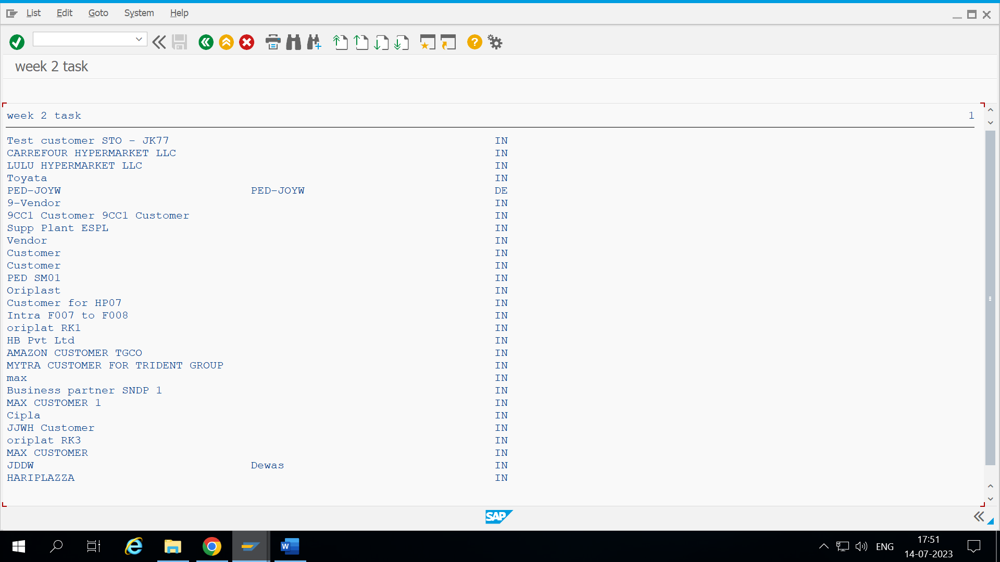 List Edit Goto System Help
week 2 task
week 2 task 1
Test customer STO - JK77 IN
CARREFOUR HYPERMARKET LLC IN
LULU HYPERMARKET LLC IN
Toyata IN
PED-JOYW PED-JOYW DE
9-Vendor IN
9CC1 Customer 9CC1 Customer IN
Supp Plant ESPL IN
Vendor IN
Customer IN
Customer IN
PED SM01 IN
Oriplast IN
Customer for HP07 IN
Intra F007 to F008 IN
oriplat RK1 IN
HB Pvt Ltd IN
AMAZON CUSTOMER TGCO IN
MYTRA CUSTOMER FOR TRIDENT GROUP IN
max IN
Business partner SNDP 1 IN
MAX CUSTOMER 1 IN
Cipla IN
JJWH Customer IN
oriplat RK3 IN
MAX CUSTOMER IN
JDDW Dewas IN
HARIPLAZZA IN
SAP
ENG
17:51
14-07-2023